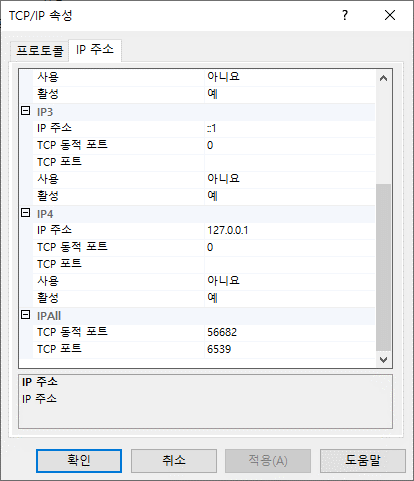 TCP/IP 속성
프로토콜 IP 주소
사용 아니요
활성 예
IP3
IP 주소 ::1
TCP 동적 포트 0
TCP 포트
사용 아니요
활성 예
IP4
IP 주소 127.0.0.1
TCP 동적 포트 0
TCP 포트
사용 아니요
활성 예
IPAll
TCP 동적 포트 56682
TCP 포트 6539
IP 주소
IP 주소
확인 취소 적용(A) 도움말